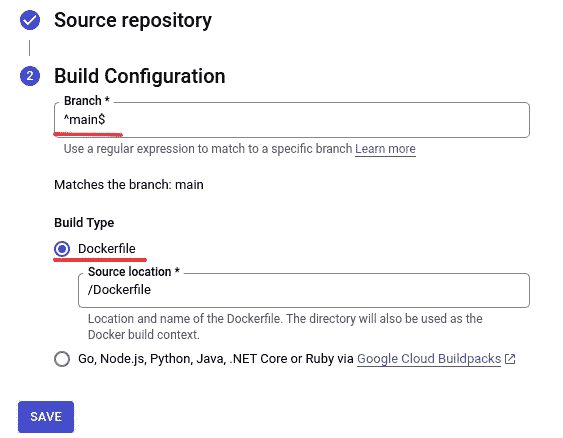 Source repository
2 Build Configuration
Branch *
^main$
Use a regular expression to match to a specific branch Learn more
Matches the branch: main
Build Type
Dockerfile
Source location *
/Dockerfile
Location and name of the Dockerfile. The directory will also be used as the
Docker build context.
Go, Node.js, Python, Java, .NET Core or Ruby via Google Cloud Buildpacks
SAVE